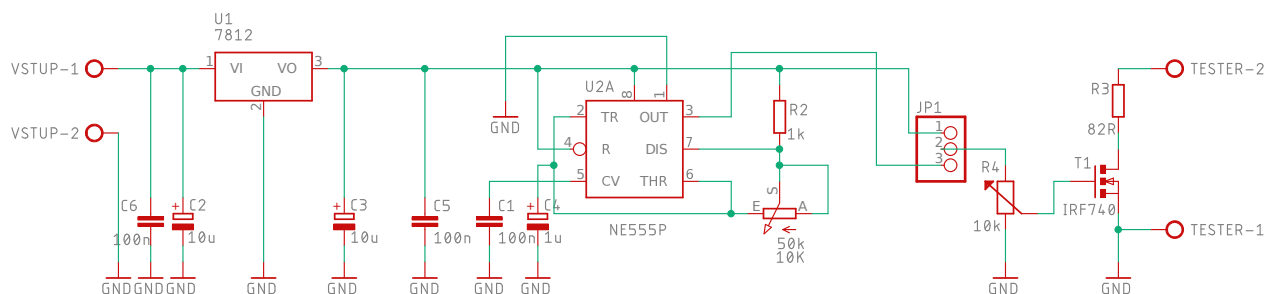 U1
7812
VSTUP-1
1
VI
VO
3
GND
2
VSTUP-2
C6
100n
C2
+
10u
C3
+
10u
C5
100n
C1
100n
C4
+
1u
U2A
8
1
2
TR
OUT
3
4
R
DIS
7
5
CV
THR
6
NE555P
GND
R2
1k
S
E
A
50k
10K
JP1
1
2
3
R4
10k
T1
IRF740
R3
82R
TESTER-2
TESTER-1
GND
GND
GND
GND
GND
GND
GND
GND
GND
GND